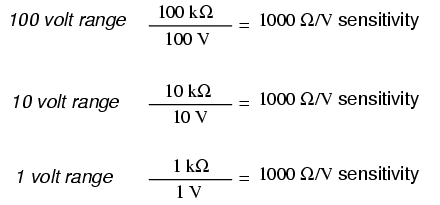 100 volt range 100 kΩ / 100 V = 1000 Ω/V sensitivity
10 volt range 10 kΩ / 10 V = 1000 Ω/V sensitivity
1 volt range 1 kΩ / 1 V = 1000 Ω/V sensitivity